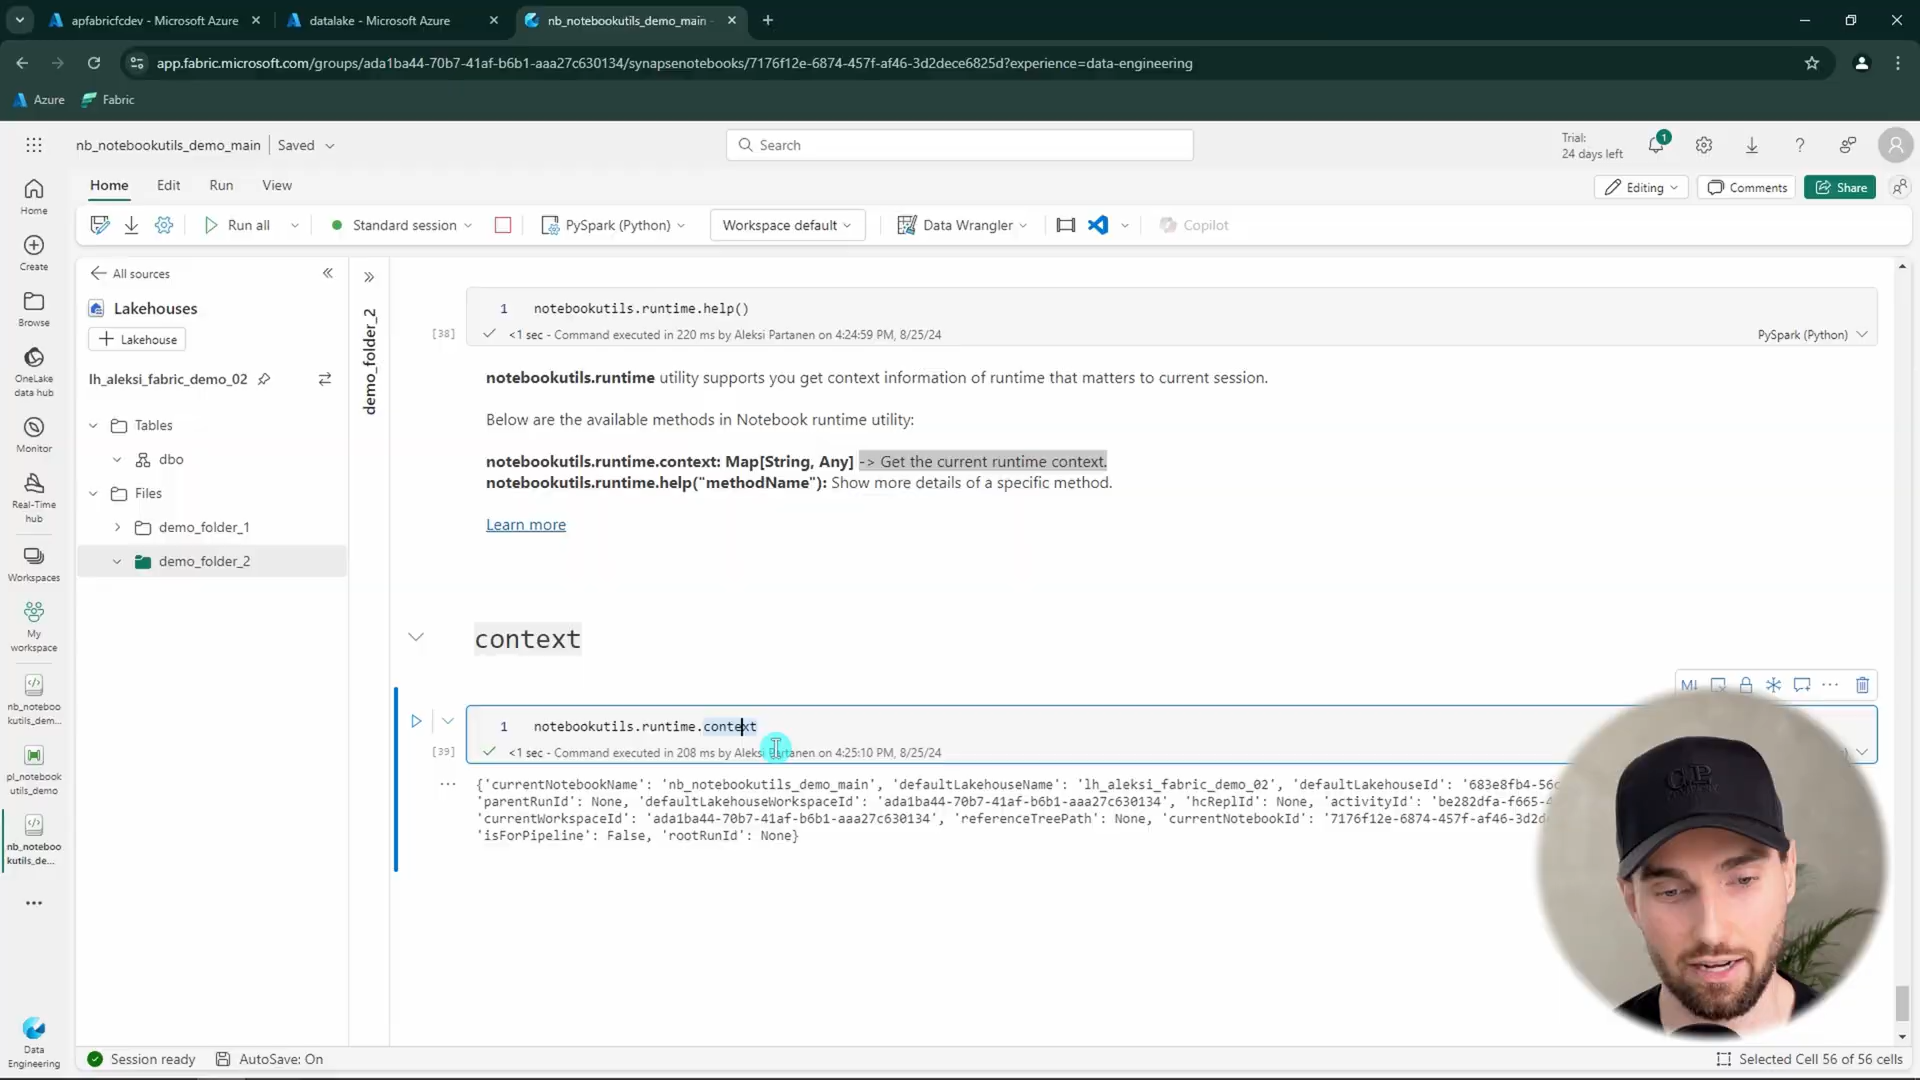 apfabricfcdev - Microsoft Azure
datalake - Microsoft Azure
nb_notebookutils_demo_main
app.fabric.microsoft.com/groups/ada1ba44-70b7-41af-b6b1-aaa27c630134/synapsenotebooks/7176f12e-6874-457f-af46-3d2dece6825d?experience=data-engineering
Azure
Fabric
nb_notebookutils_demo_main
Saved
Search
Trial:
24 days left
1
Home
Edit
Run
View
Editing
Comments
Share
Run all
Standard session
PySpark (Python)
Workspace default
Data Wrangler
Copilot
Home
Create
Browse
OneLake
data hub
Monitor
Real-Time
hub
Workspaces
My
workspace
nb_noteboo
kutils_dem...
pl_notebook
utils_demo
nb_noteboo
kutils_de...
Data
Engineering
All sources
Lakehouses
Lakehouse
lh_aleksi_fabric_demo_02
Tables
dbo
Files
demo_folder_1
demo_folder_2
demo_folder_2
1 notebookutils.runtime.help()
[38]
<1 sec - Command executed in 220 ms by Aleksi Partanen on 4:24:59 PM, 8/25/24
PySpark (Python)
notebookutils.runtime utility supports you get context information of runtime that matters to current session.
Below are the available methods in Notebook runtime utility:
notebookutils.runtime.context: Map[String, Any] -> Get the current runtime context.
notebookutils.runtime.help("methodName"): Show more details of a specific method.
Learn more
context
M↓
1 notebookutils.runtime.context
[39]
<1 sec - Command executed in 208 ms by Aleksi Partanen on 4:25:10 PM, 8/25/24
{'currentNotebookName': 'nb_notebookutils_demo_main', 'defaultLakehouseName': 'lh_aleksi_fabric_demo_02', 'defaultLakehouseId': '683e8fb4-56c
'parentRunId': None, 'defaultLakehouseWorkspaceId': 'ada1ba44-70b7-41af-b6b1-aaa27c630134', 'hcReplId': None, 'activityId': 'be282dfa-f665-4
'currentWorkspaceId': 'ada1ba44-70b7-41af-b6b1-aaa27c630134', 'referenceTreePath': None, 'currentNotebookId': '7176f12e-6874-457f-af46-3d2de
'isForPipeline': False, 'rootRunId': None}
Session ready
AutoSave: On
Selected Cell 56 of 56 cells